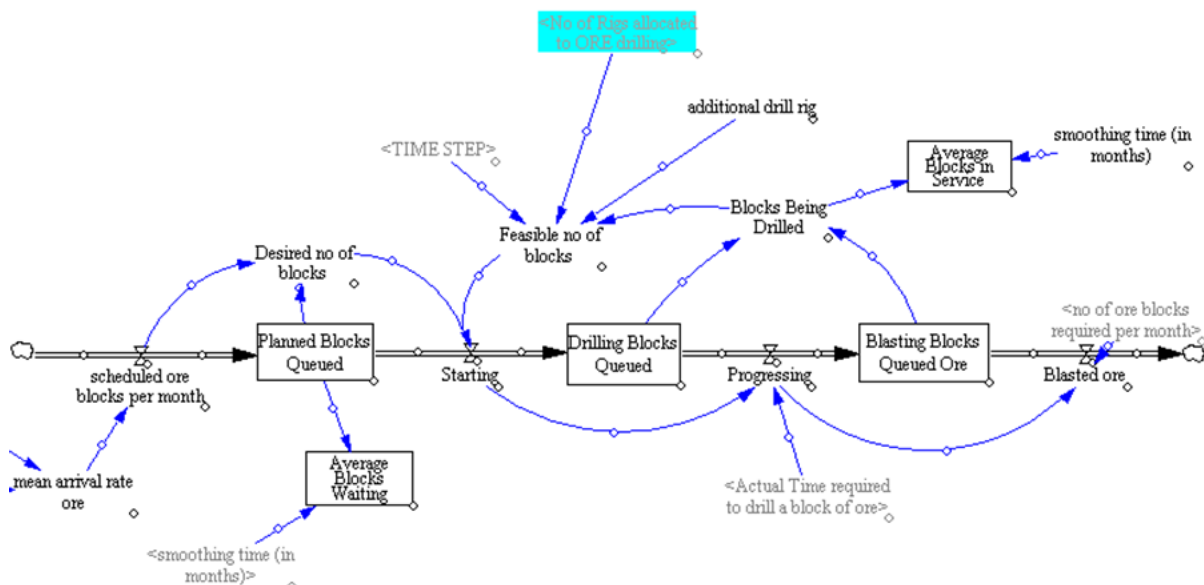 <No of Rigs allocated
to ORE drilling>
additional drill rig
<TIME STEP>
smoothing time (in
months)
Average
Blocks in
Service
Blocks Being
Drilled
Feasible no of
blocks
Desired no of
blocks
<no of ore blocks
required per month>
Planned Blocks
Queued
Drilling Blocks
Queued
Blasting Blocks
Queued Ore
scheduled ore
blocks per month
Starting
Progressing
Blasted ore
mean arrival rate
ore
Average
Blocks
Waiting
<Actual Time required
to drill a block of ore>
<smoothing time (in
months)>